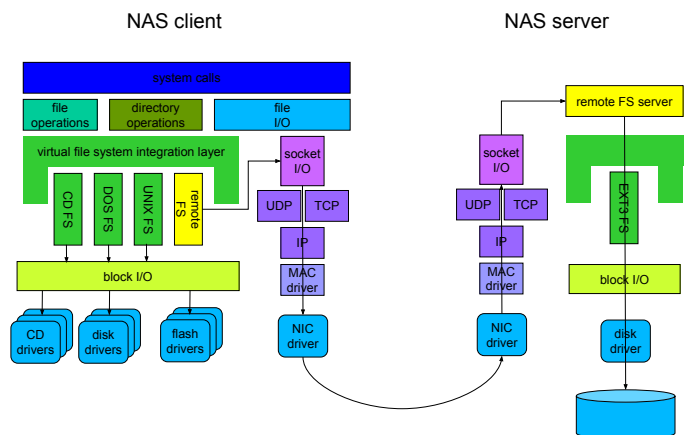 NAS client
NAS server
system calls
file
operations
directory
operations
file
I/O
virtual file system integration layer
CD FS
DOS FS
UNIX FS
remote
FS
block I/O
CD
drivers
disk
drivers
flash
drivers
socket
I/O
UDP
TCP
IP
MAC
driver
NIC
driver
socket
I/O
UDP
TCP
IP
MAC
driver
NIC
driver
remote FS server
EXT3 FS
block I/O
disk
driver